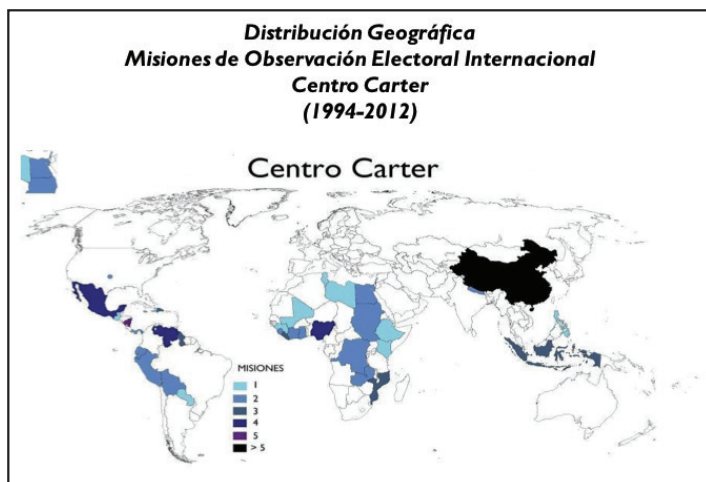 Distribución Geográfica
Misiones de Observación Electoral Internacional
Centro Carter
(1994-2012)
Centro Carter
MISIONES
1
2
3
4
5
> 5